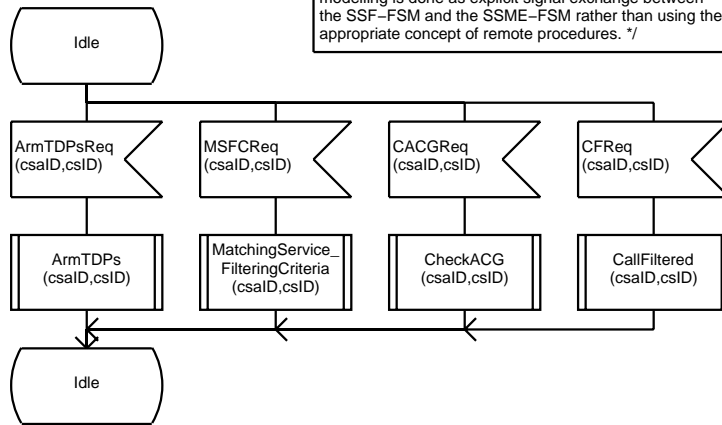 modelling is done as explicit signal exchange between
the SSF−FSM and the SSME−FSM rather than using the
appropriate concept of remote procedures. */
Idle
ArmTDPsReq
(csaID,csID)
MSFCReq
(csaID,csID)
CACGReq
(csaID,csID)
CFReq
(csaID,csID)
ArmTDPs
(csaID,csID)
MatchingService_
FilteringCriteria
(csaID,csID)
CheckACG
(csaID,csID)
CallFiltered
(csaID,csID)
Idle